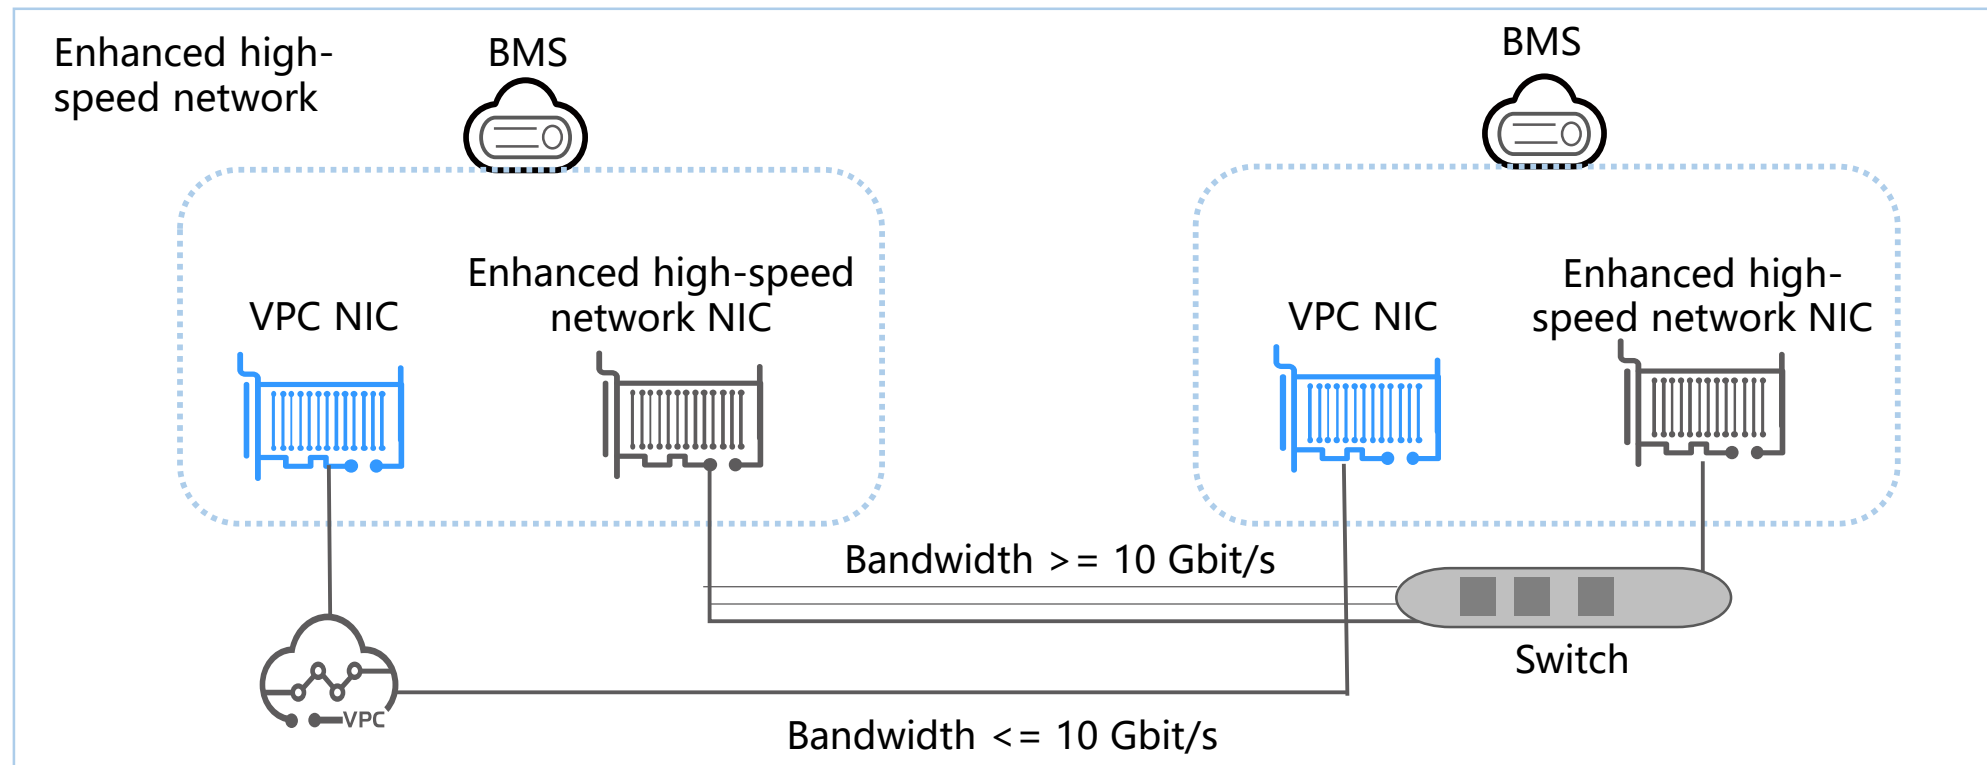 Enhanced high-
speed network
BMS
BMS
VPC NIC
Enhanced high-speed
network NIC
VPC NIC
Enhanced high-
speed network NIC
Bandwidth >= 10 Gbit/s
Switch
VPC
Bandwidth <= 10 Gbit/s